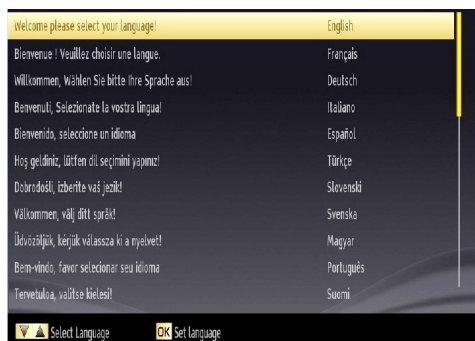 Welcome please select your language! English
Bienvenue ! Veuillez choisir une langue. Français
Willkommen, Wählen Sie bitte Ihre Sprache aus! Deutsch
Benvenuti, Selezionate la vostra lingua! Italiano
Bienvenido, seleccione un idioma Español
Hoş geldiniz, lütfen dil seçimini yapınız! Türkçe
Dobrodošli, izberite vaš jezik! Slovenski
Välkommen, välj ditt språk! Svenska
Üdvözöljük, kérjük válassza ki a nyelvet! Magyar
Bem-vindo, favor selecionar seu idioma Português
Tervetuloa, valitse kielesi! Suomi
Select Language OK Set language